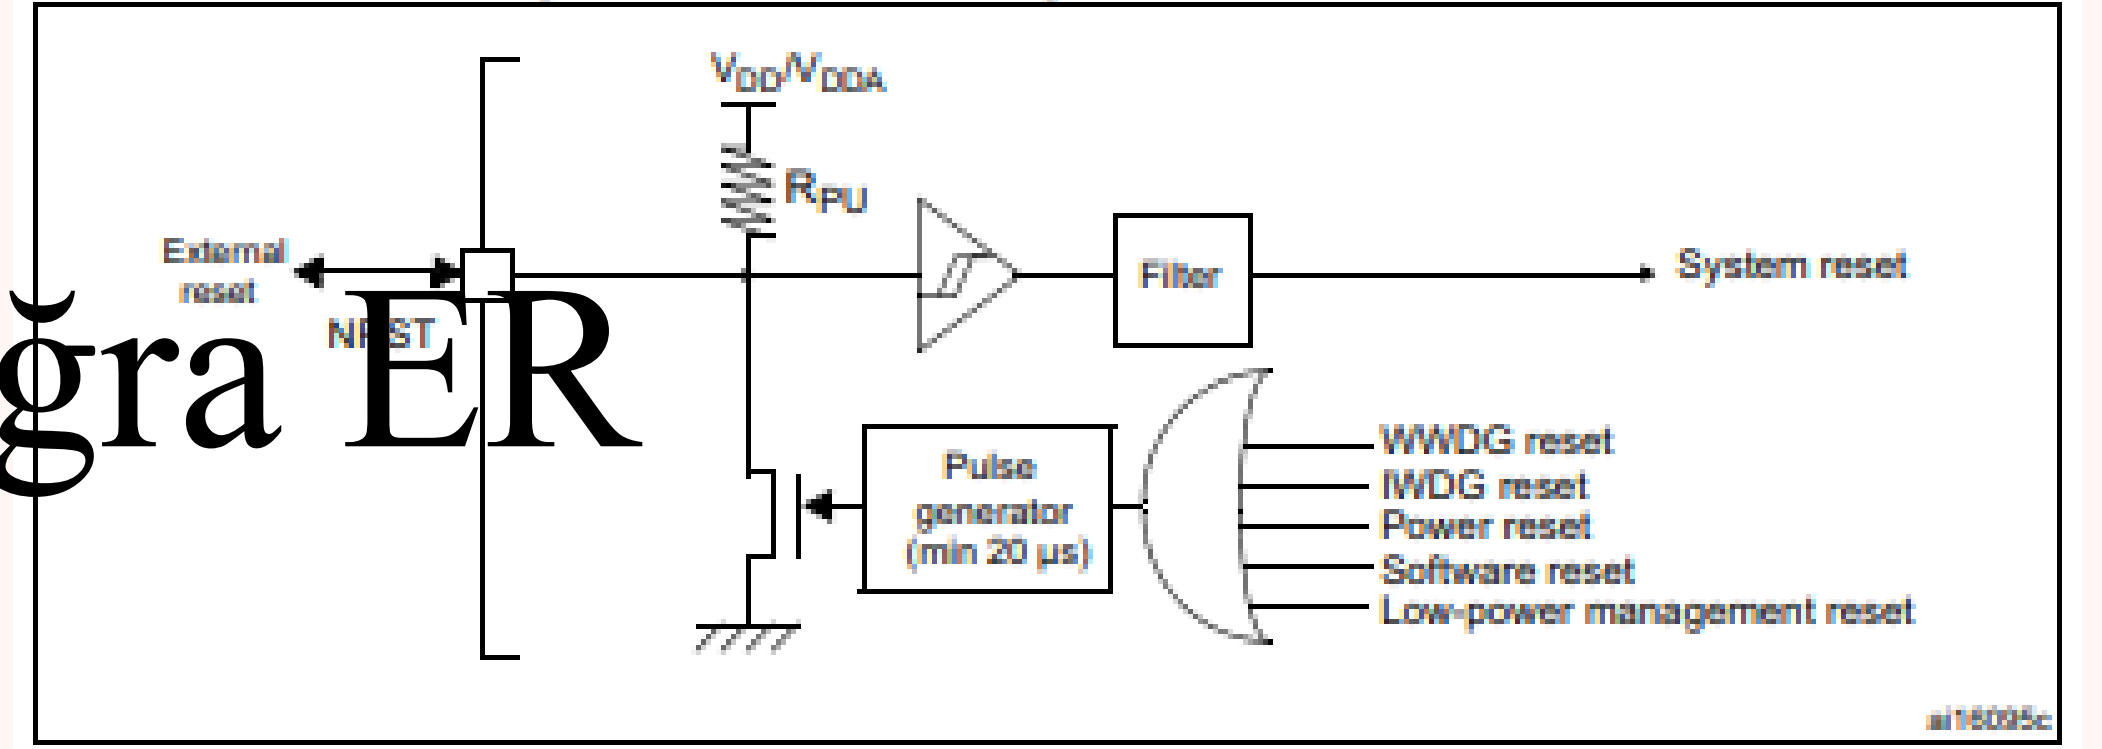 VDD/VDDA
RPU
External
reset
NRST
Filter
System reset
ğra ER
WWDG reset
IWDG reset
Power reset
Software reset
Low-power management reset
Pulse
generator
(min 20 µs)
ai16095c